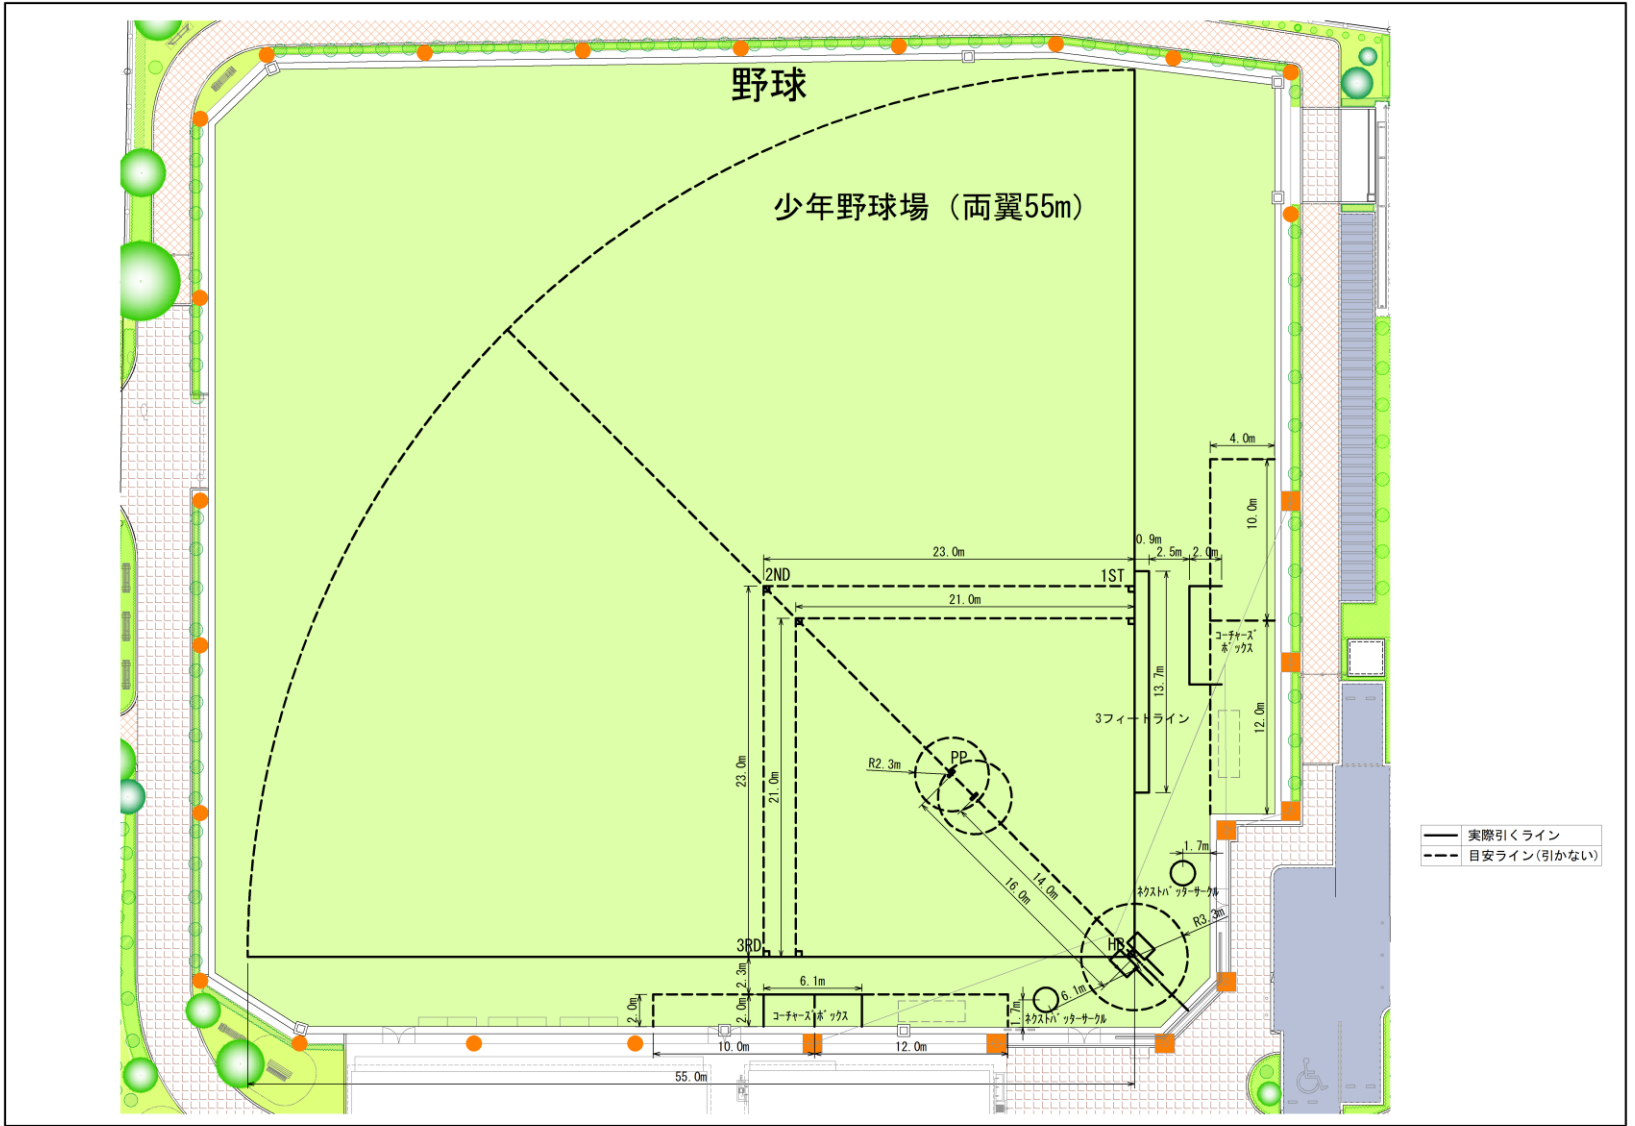 野球
少年野球場（両翼55m）
4.0m
10.0m
0.9m
23.0m
2.5m
2.0m
2ND
1ST
21.0m
コーチャーズ
ボックス
13.7m
12.0m
3フィートライン
PP
R2.3m
23.0m
21.0m
1.7m
14.0m
16.0m
ネクストバッターサークル
R3.3m
HB
3RD
2.3m
6.1m
6.1m
2.0m
2.0m
コーチャーズボックス
1.7m
ネクストバッターサークル
10.0m
12.0m
55.0m
実際引くライン
目安ライン(引かない)